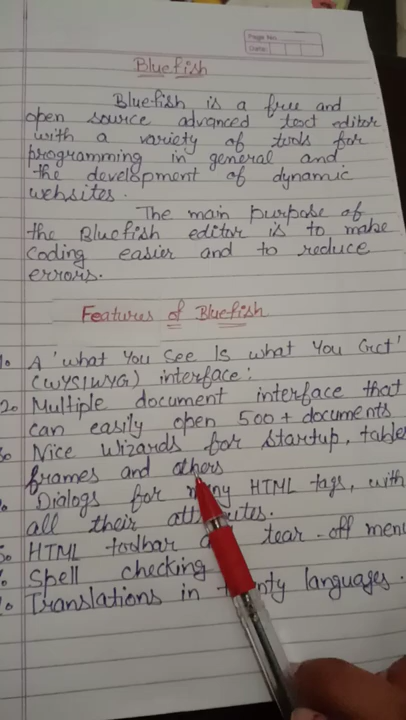 Page No.
Date:
Bluefish
Bluefish is a free and
open source advanced text editor
with a variety of tools for
programming in general and
the development of dynamic
websites.
The main purpose of
the Bluefish editor is to make
coding easier and to reduce
errors.
Features of Bluefish
1. A 'What You See Is What You Get'
(WYSIWYG) interface:
2. Multiple document interface that
can easily open 500+ documents
Nice Wizards for startup, tables
frames and others
Dialogs for many HTML tags, with
all their attributes.
5. HTML toolbar tear-off menu
Spell checking
Translations in twenty languages.